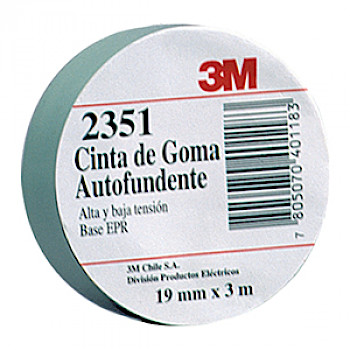 3M
2351
Cinta de Goma
Autofundente
Alta y baja tensión
Base EPR
3M Chile S.A.
División Productos Eléctricos
19 mm x 3 m
7 805070 401183